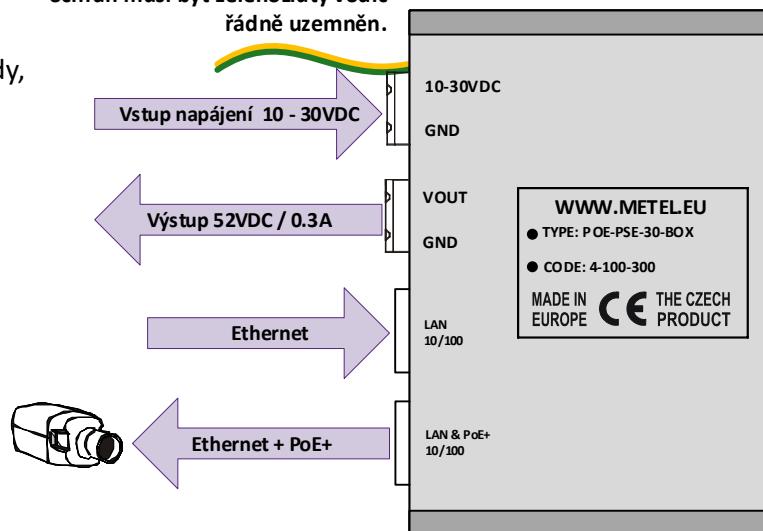 řádně uzemněn.
dy,
10-30VDC
Vstup napájení 10 - 30VDC
GND
VOUT
Výstup 52VDC / 0.3A
GND
WWW.METEL.EU
TYPE: POE-PSE-30-BOX
CODE: 4-100-300
MADE IN EUROPE CE THE CZECH PRODUCT
Ethernet
LAN
10/100
Ethernet + PoE+
LAN & PoE+
10/100